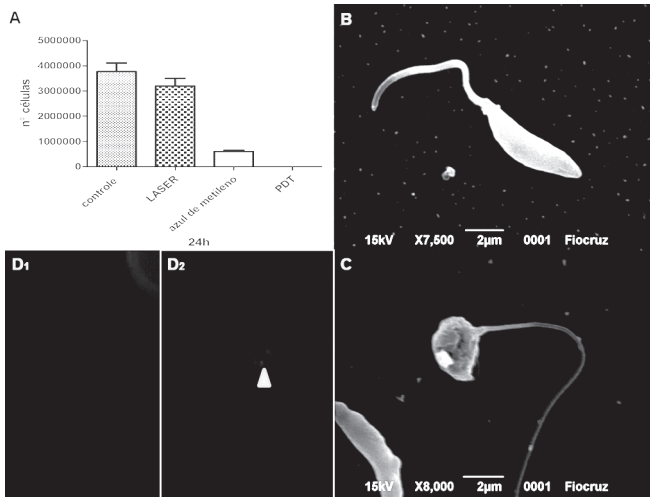 A
5000000
4000000
3000000
2000000
1000000
0
n° células
controle
LASER
azul de metileno
PDT
24h
B
15kV X7,500 2μm 0001 Fiocruz
D1
D2
C
15kV X8,000 2μm 0001 Fiocruz